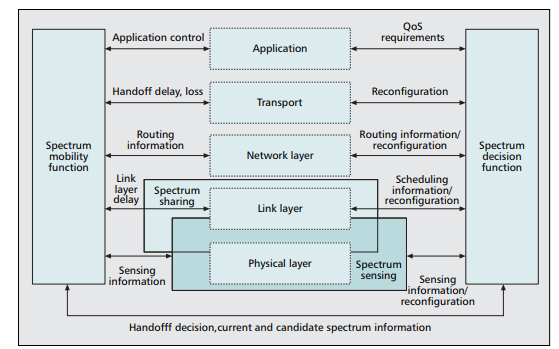 Application control
Application
QoS
requirements
Handoff delay, loss
Transport
Reconfiguration
Spectrum
mobility
function
Routing
information
Network layer
Routing information/
reconfiguration
Spectrum
decision
function
Link
layer
delay
Spectrum
sharing
Link layer
Scheduling
information/
reconfiguration
Sensing
information
Physical layer
Spectrum
sensing
Sensing
information/
reconfiguration
Handofff decision,current and candidate spectrum information